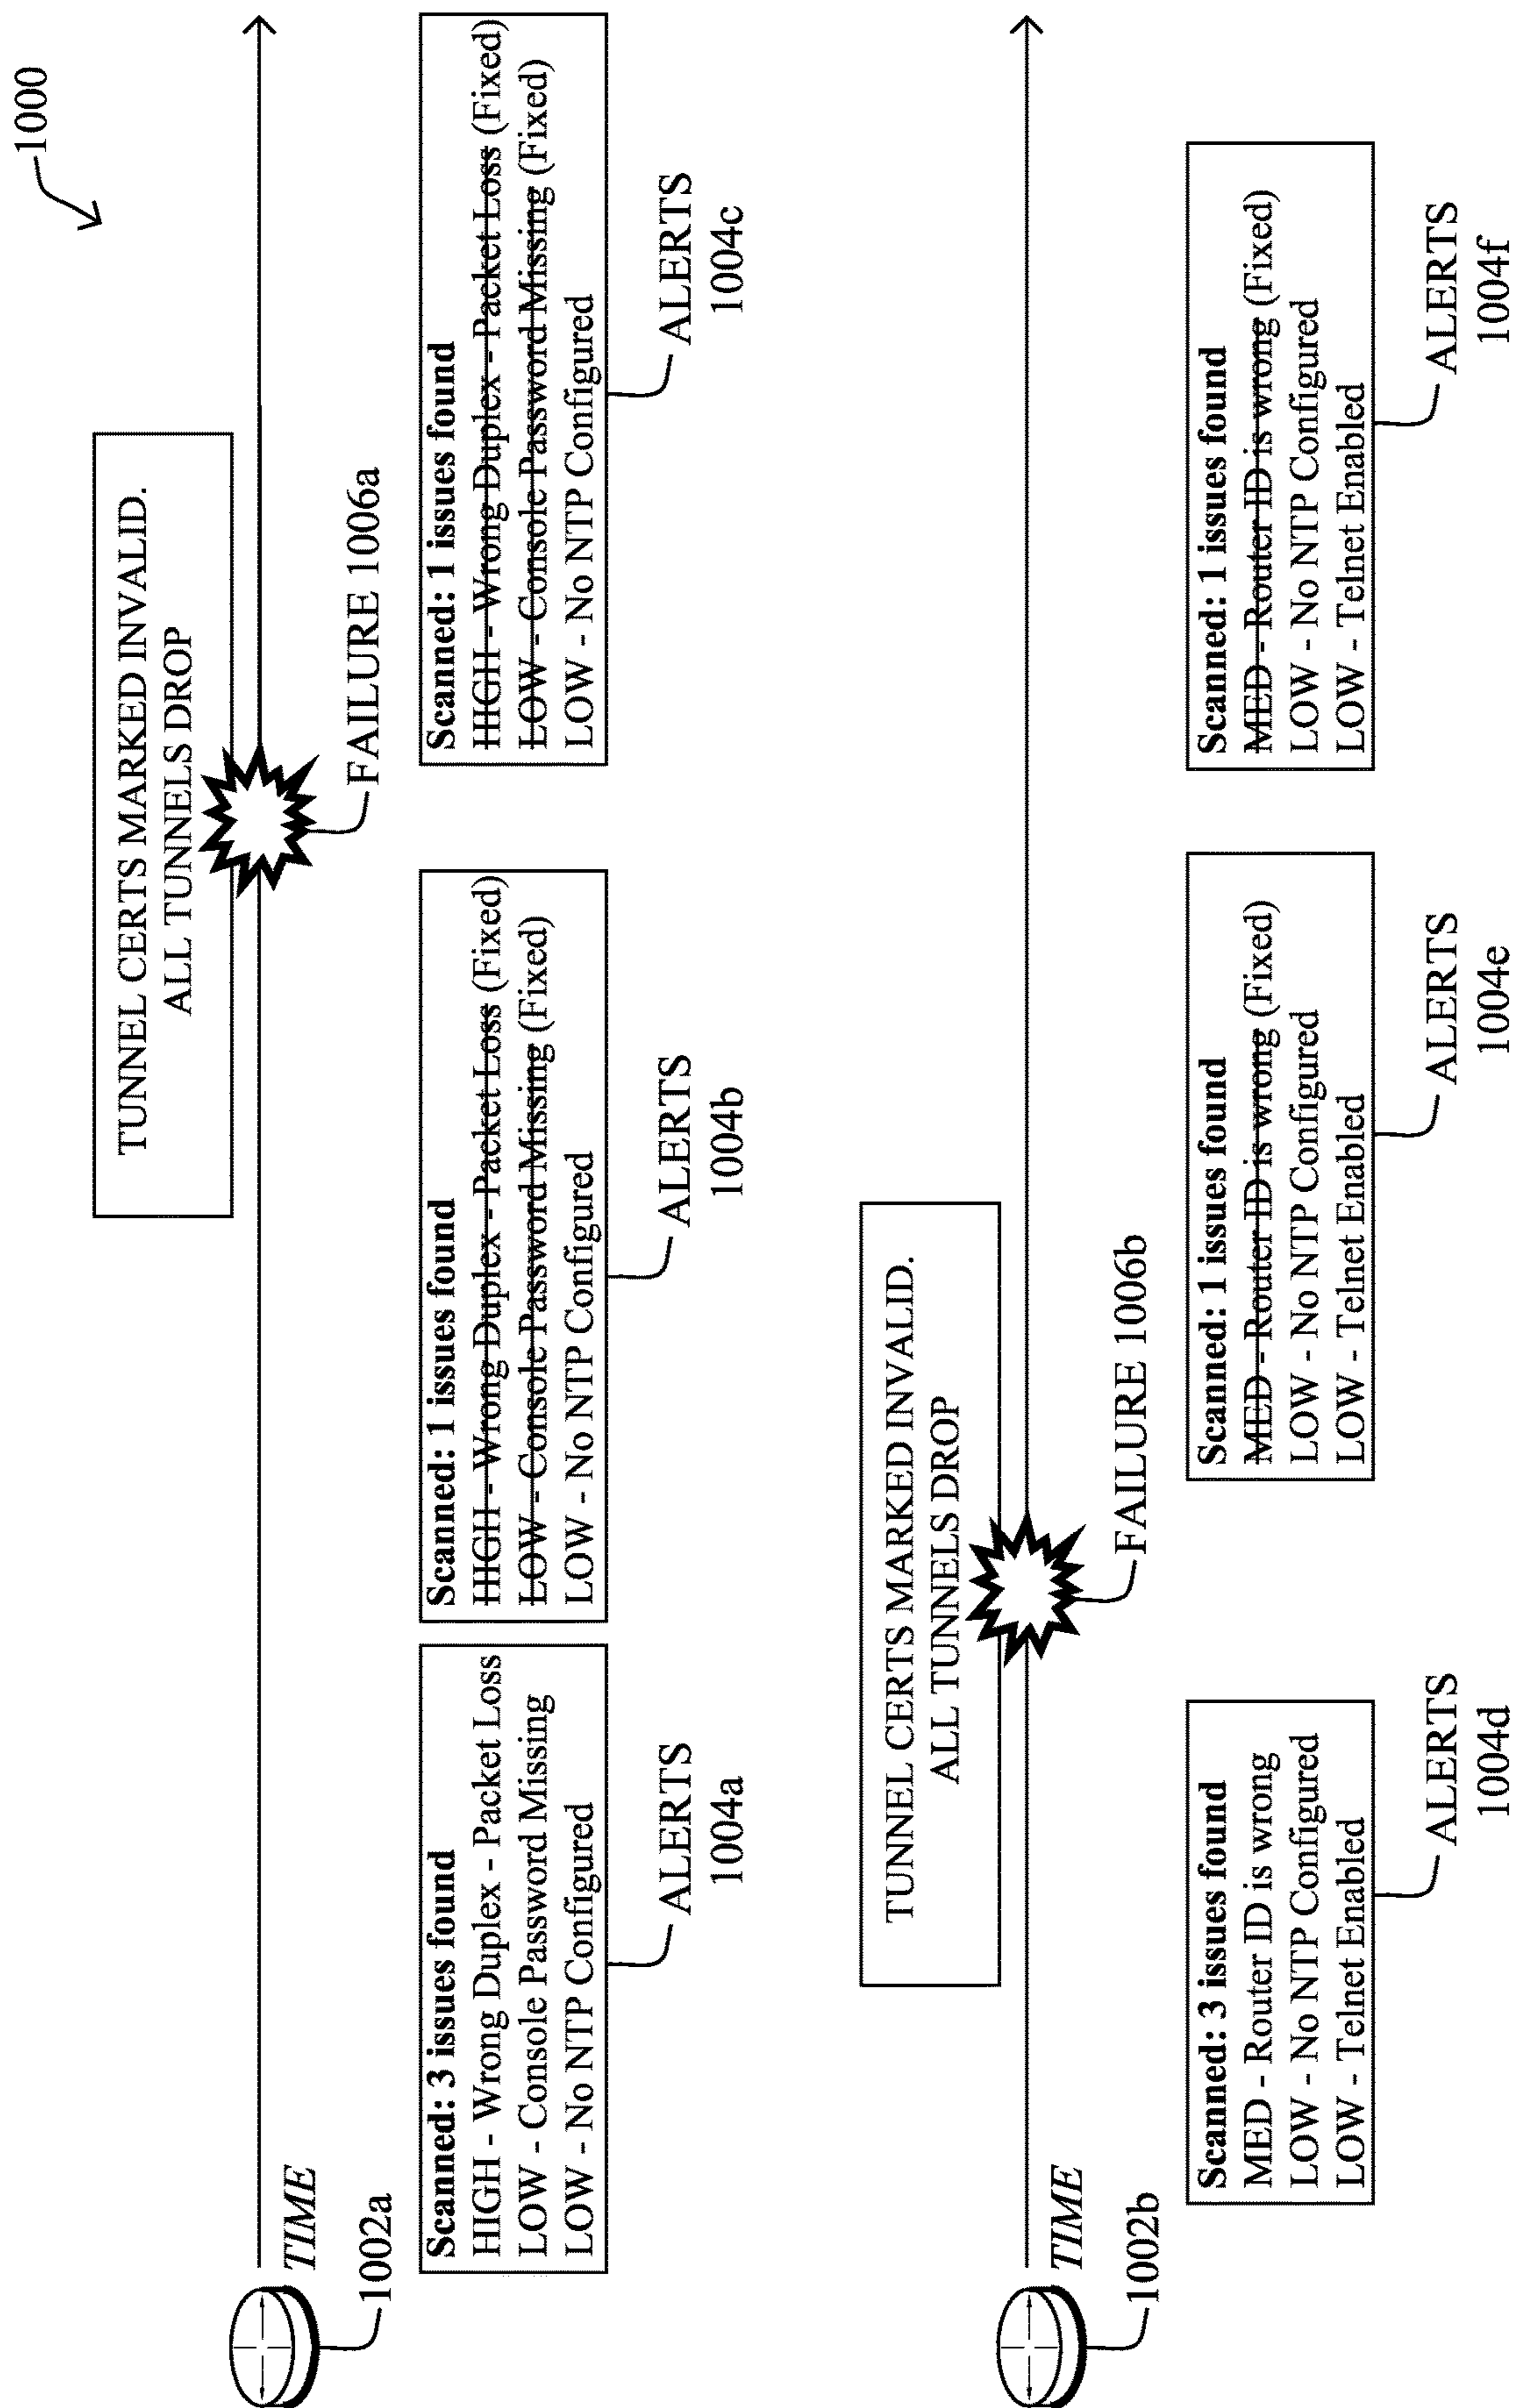 1000
TUNNEL CERTS MARKED INVALID.
ALL TUNNELS DROP
TIME
1002a
FAILURE 1006a
Scanned: 3 issues found
HIGH - Wrong Duplex - Packet Loss
LOW - Console Password Missing
LOW - No NTP Configured
ALERTS
1004a
Scanned: 1 issues found
HIGH - Wrong Duplex - Packet Loss (Fixed)
LOW - Console Password Missing (Fixed)
LOW - No NTP Configured
ALERTS
1004b
Scanned: 1 issues found
HIGH - Wrong Duplex - Packet Loss (Fixed)
LOW - Console Password Missing (Fixed)
LOW - No NTP Configured
ALERTS
1004c
TUNNEL CERTS MARKED INVALID.
ALL TUNNELS DROP
TIME
1002b
FAILURE 1006b
Scanned: 3 issues found
MED - Router ID is wrong
LOW - No NTP Configured
LOW - Telnet Enabled
ALERTS
1004d
Scanned: 1 issues found
MED - Router ID is wrong (Fixed)
LOW - No NTP Configured
LOW - Telnet Enabled
ALERTS
1004e
Scanned: 1 issues found
MED - Router ID is wrong (Fixed)
LOW - No NTP Configured
LOW - Telnet Enabled
ALERTS
1004f